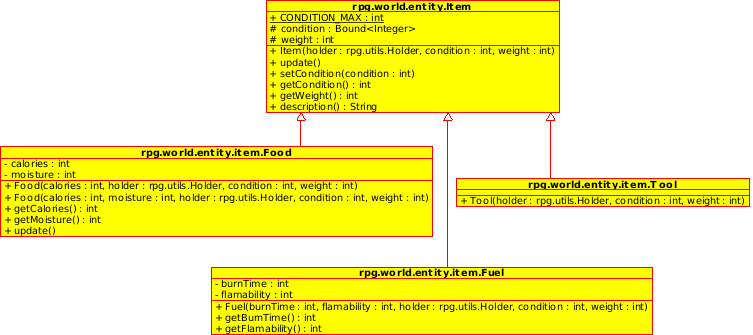 rpg.world.entity.Item
+ CONDITION_MAX : int
# condition : Bound<Integer>
# weight : int
+ Item(holder : rpg.utils.Holder, condition : int, weight : int)
+ update()
+ setCondition(condition : int)
+ getCondition() : int
+ getWeight() : int
+ description() : String
rpg.world.entity.item.Food
- calories : int
- moisture : int
+ Food(calories : int, holder : rpg.utils.Holder, condition : int, weight : int)
+ Food(calories : int, moisture : int, holder : rpg.utils.Holder, condition : int, weight : int)
+ getCalories() : int
+ getMoisture() : int
+ update()
rpg.world.entity.item.Tool
+ Tool(holder : rpg.utils.Holder, condition : int, weight : int)
rpg.world.entity.item.Fuel
- burnTime : int
- flamability : int
+ Fuel(burnTime : int, flamability : int, holder : rpg.utils.Holder, condition : int, weight : int)
+ getBurnTime() : int
+ getFlamability() : int